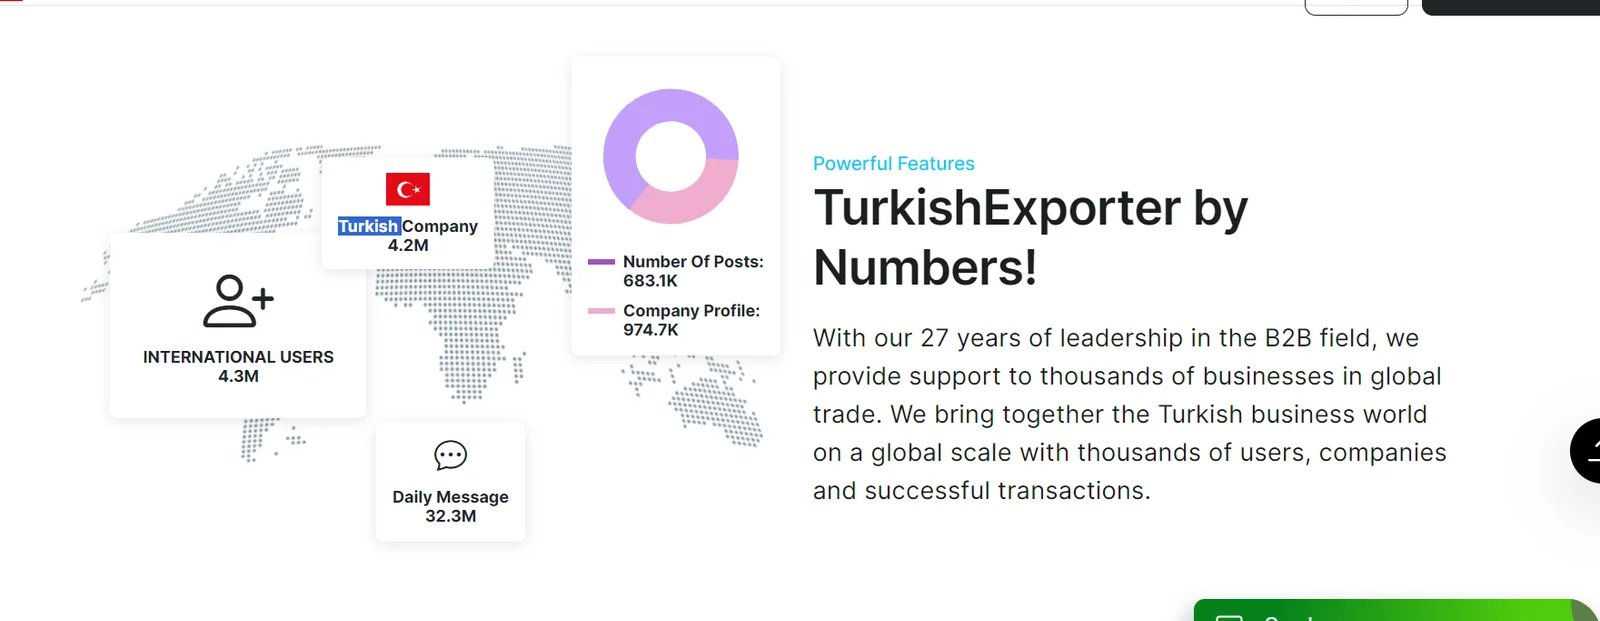 Turkish Company
4.2M
INTERNATIONAL USERS
4.3M
Daily Message
32.3M
Number Of Posts:
683.1K
Company Profile:
974.7K
Powerful Features
TurkishExporter by
Numbers!
With our 27 years of leadership in the B2B field, we
provide support to thousands of businesses in global
trade. We bring together the Turkish business world
on a global scale with thousands of users, companies
and successful transactions.